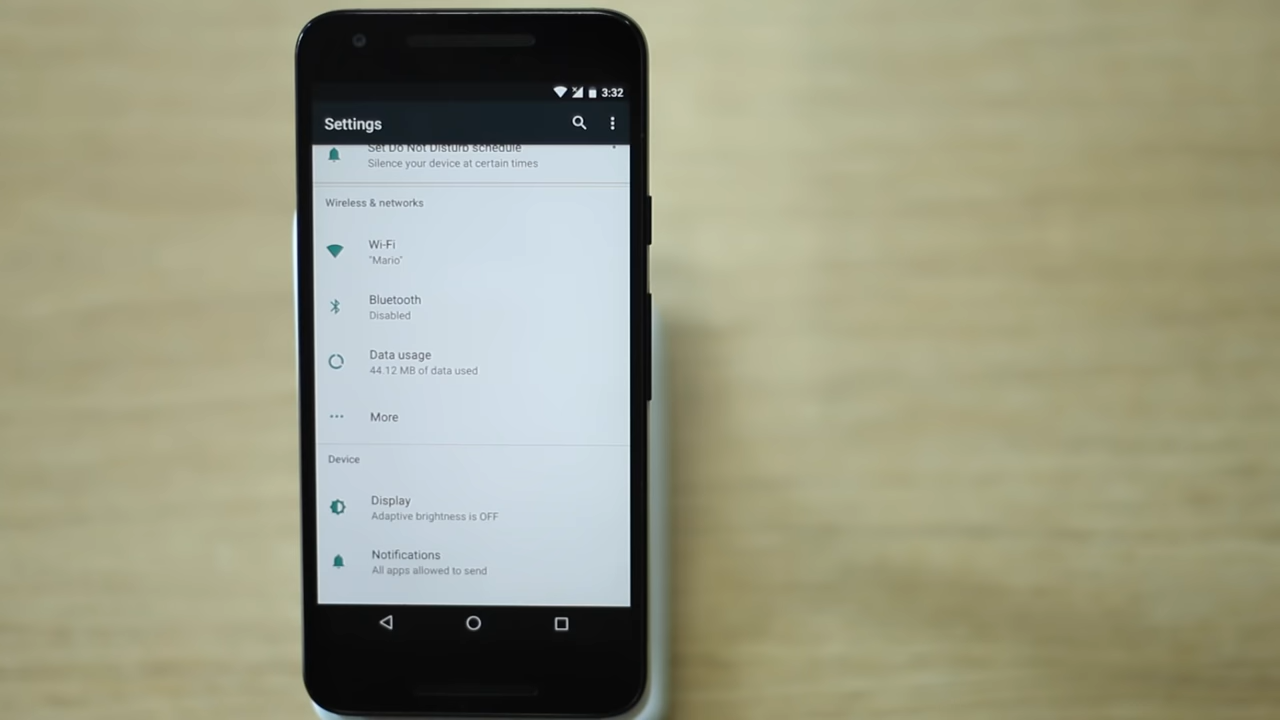 3:32
Settings
Set Do Not Disturb schedule
Silence your device at certain times
Wireless & networks
Wi-Fi
"Mario"
Bluetooth
Disabled
Data usage
44.12 MB of data used
More
Device
Display
Adaptive brightness is OFF
Notifications
All apps allowed to send